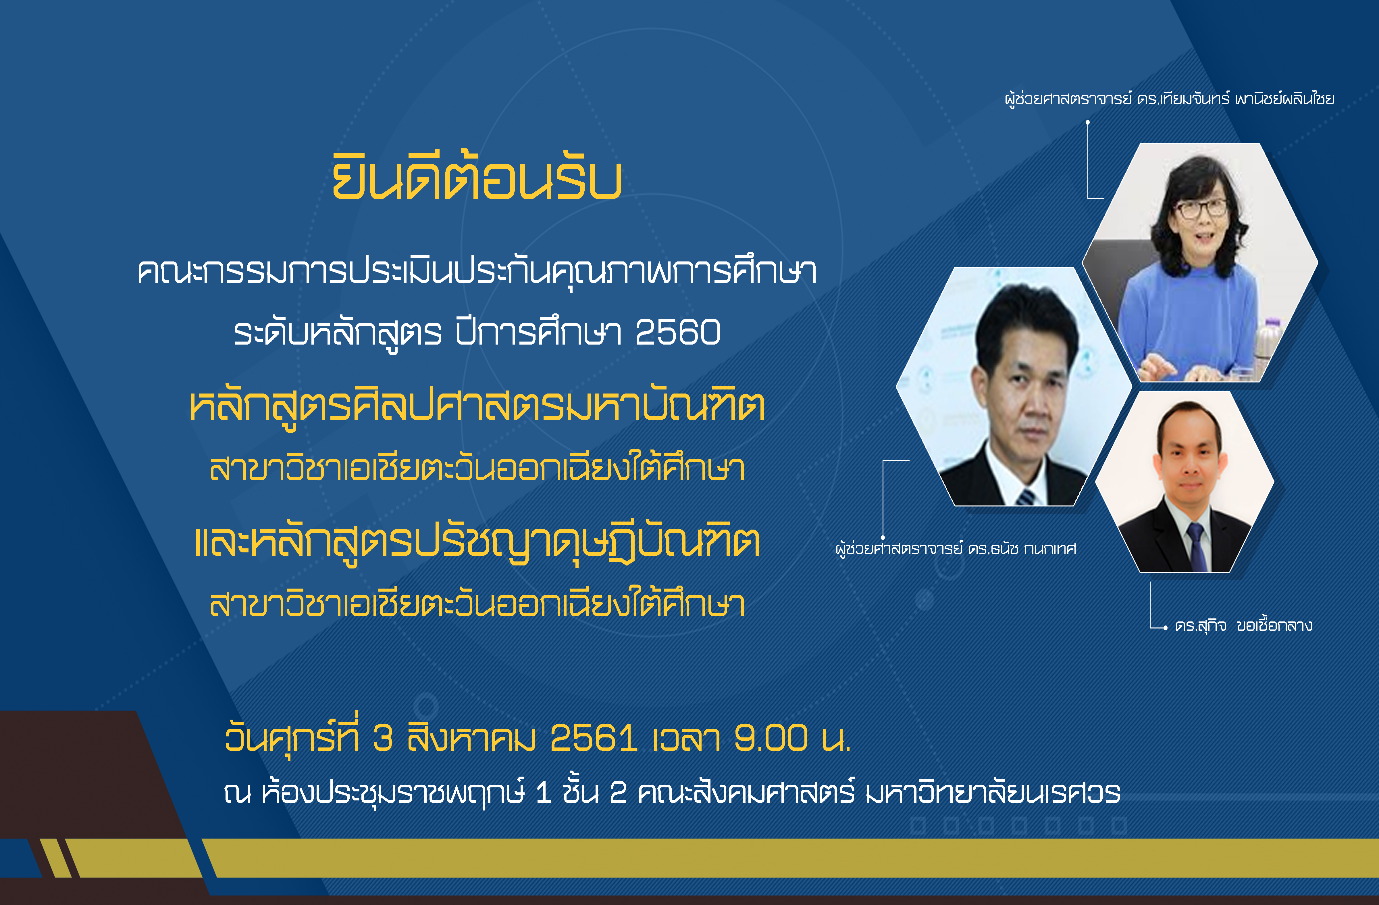 ผู้ช่วยศาสตราจารย์ ดร.เทียมจันทร์ พานิชย์ผลินไชย
ยินดีต้อนรับ
คณะกรรมการประเมินประกันคุณภาพการศึกษา
ระดับหลักสูตร ปีการศึกษา 2560
หลักสูตรศิลปศาสตรมหาบัณฑิต
สาขาวิชาเอเชียตะวันออกเฉียงใต้ศึกษา
และหลักสูตรปรัชญาดุษฎีบัณฑิต
สาขาวิชาเอเชียตะวันออกเฉียงใต้ศึกษา
ผู้ช่วยศาสตราจารย์ ดร.ธนัช กนกเทศ
ดร.สุกิจ ขอเชื้อกลาง
วันศุกร์ที่ 3 สิงหาคม 2561 เวลา 9.00 น.
ณ ห้องประชุมราชพฤกษ์ 1 ชั้น 2 คณะสังคมศาสตร์ มหาวิทยาลัยนเรศวร